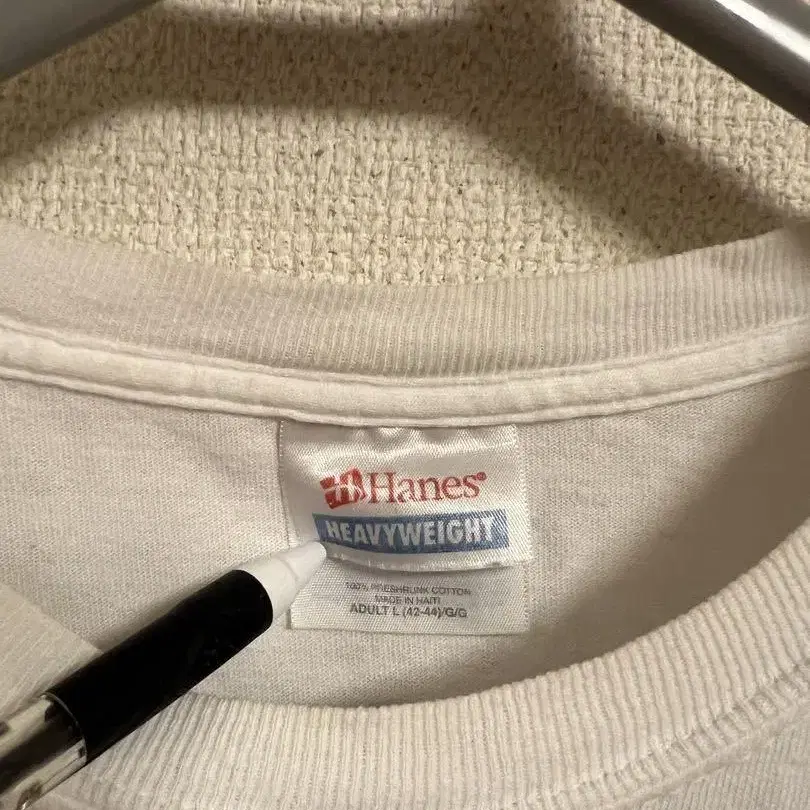 Hanes®
HEAVYWEIGHT
100% PRESHRUNK COTTON
MADE IN HAITI
ADULT L (42-44)/G/G